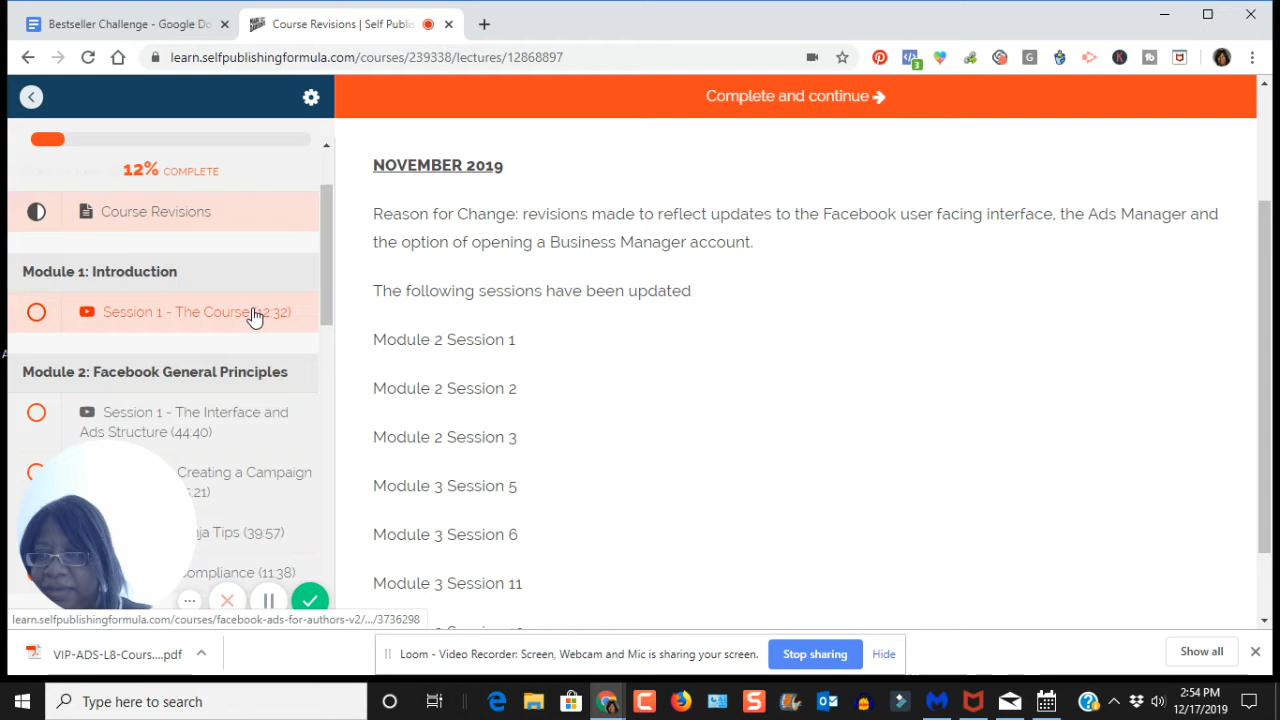 Bestseller Challenge - Google Do
Course Revisions | Self Publis
learn.selfpublishingformula.com/courses/239338/lectures/12868897
3
G
K
tb
Complete and continue
12% COMPLETE
Course Revisions
Module 1: Introduction
Session 1 - The Course (12:32)
Module 2: Facebook General Principles
Session 1 - The Interface and
Ads Structure (44:40)
Creating a Campaign
:21)
nja Tips (39:57)
ompliance (11:38)
NOVEMBER 2019
Reason for Change: revisions made to reflect updates to the Facebook user facing interface, the Ads Manager and
the option of opening a Business Manager account.
The following sessions have been updated
Module 2 Session 1
Module 2 Session 2
Module 2 Session 3
Module 3 Session 5
Module 3 Session 6
Module 3 Session 11
learn.selfpublishingformula.com/courses/facebook-ads-for-authors-v2/.../3736298
VIP-ADS-L8-Cours....pdf
Loom - Video Recorder: Screen, Webcam and Mic is sharing your screen.
Stop sharing
Hide
Show all
Type here to search
2:54 PM
12/17/2019